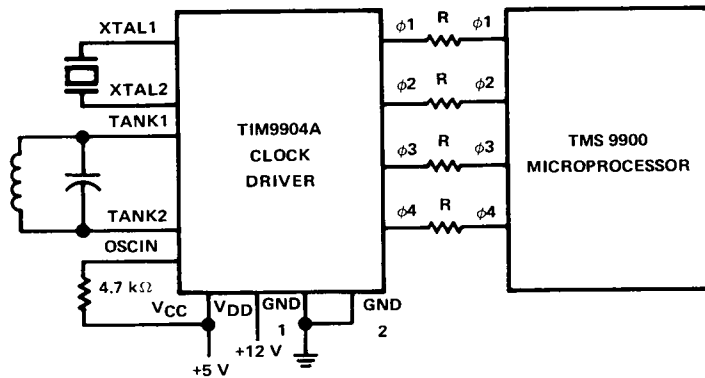 XTAL1
XTAL2
TANK1
TANK2
OSCIN
4.7 kΩ
VCC
VDD
GND
1
GND
2
+12 V
+5 V
TIM9904A
CLOCK
DRIVER
ϕ1 R ϕ1
ϕ2 R ϕ2
ϕ3 R ϕ3
ϕ4 R ϕ4
TMS 9900
MICROPROCESSOR